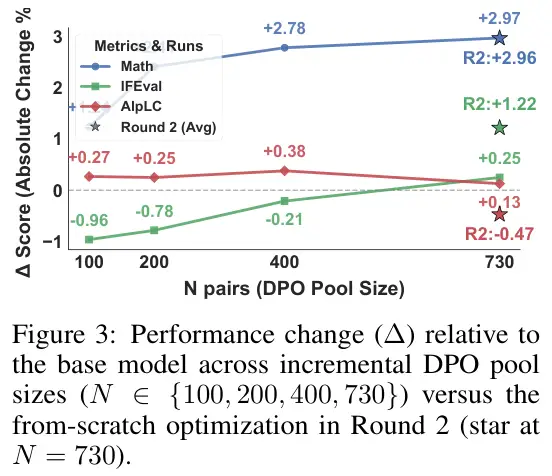 3
2
1
0
−1
Δ Score (Absolute Change %
Metrics & Runs
Math
IFEval
AlpLC
Round 2 (Avg)
+2.78
+2.97
R2:+2.96
R2:+1.22
+0.27
+0.25
+0.38
+0.25
-0.96
-0.78
-0.21
+0.13
R2:-0.47
100
200
400
730
N pairs (DPO Pool Size)
Figure 3: Performance change (Δ) relative to
the base model across incremental DPO pool
sizes (N ∈ {100, 200, 400, 730}) versus the
from-scratch optimization in Round 2 (star at
N = 730).